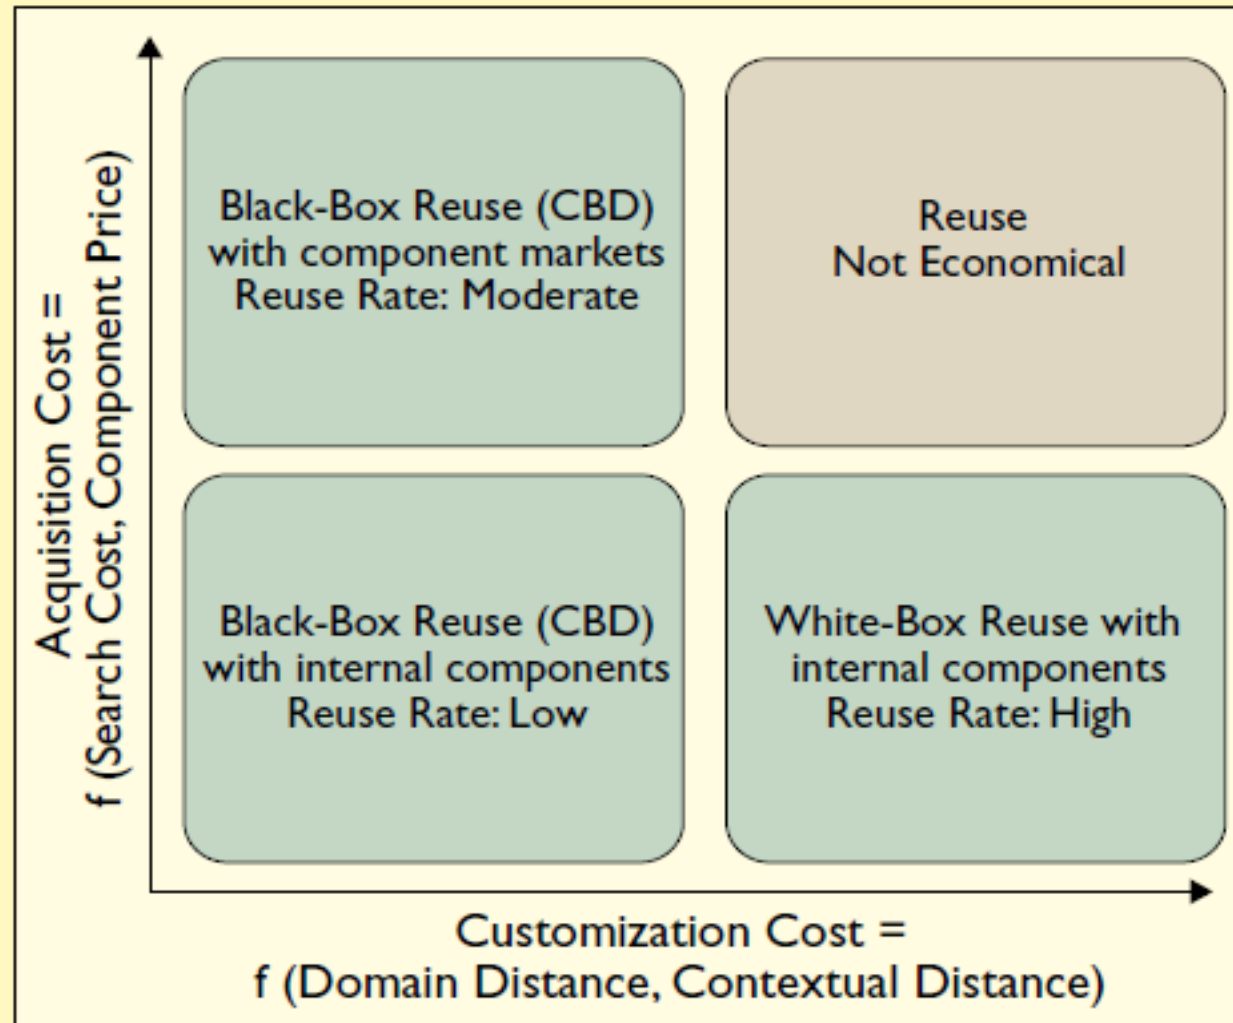 Acquisition Cost =
f (Search Cost, Component Price)
Black-Box Reuse (CBD)
with component markets
Reuse Rate: Moderate
Reuse
Not Economical
Black-Box Reuse (CBD)
with internal components
Reuse Rate: Low
White-Box Reuse with
internal components
Reuse Rate: High
Customization Cost =
f (Domain Distance, Contextual Distance)